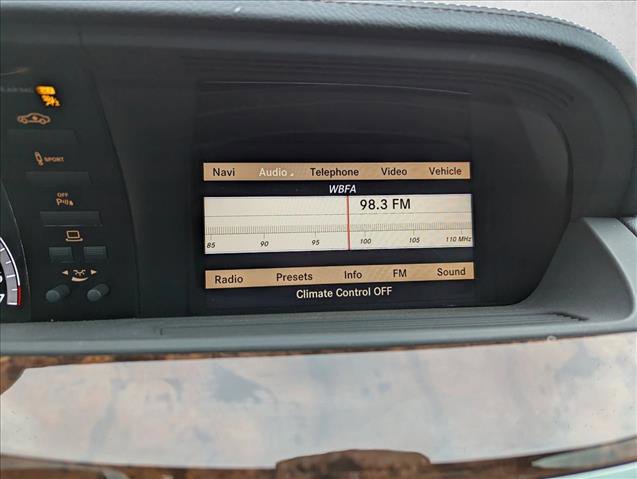 SPORT
OFF
Navi Audio Telephone Video Vehicle
WBFA
98.3 FM
85 90 95 100 105 110 MHz
Radio Presets Info FM Sound
Climate Control OFF
7